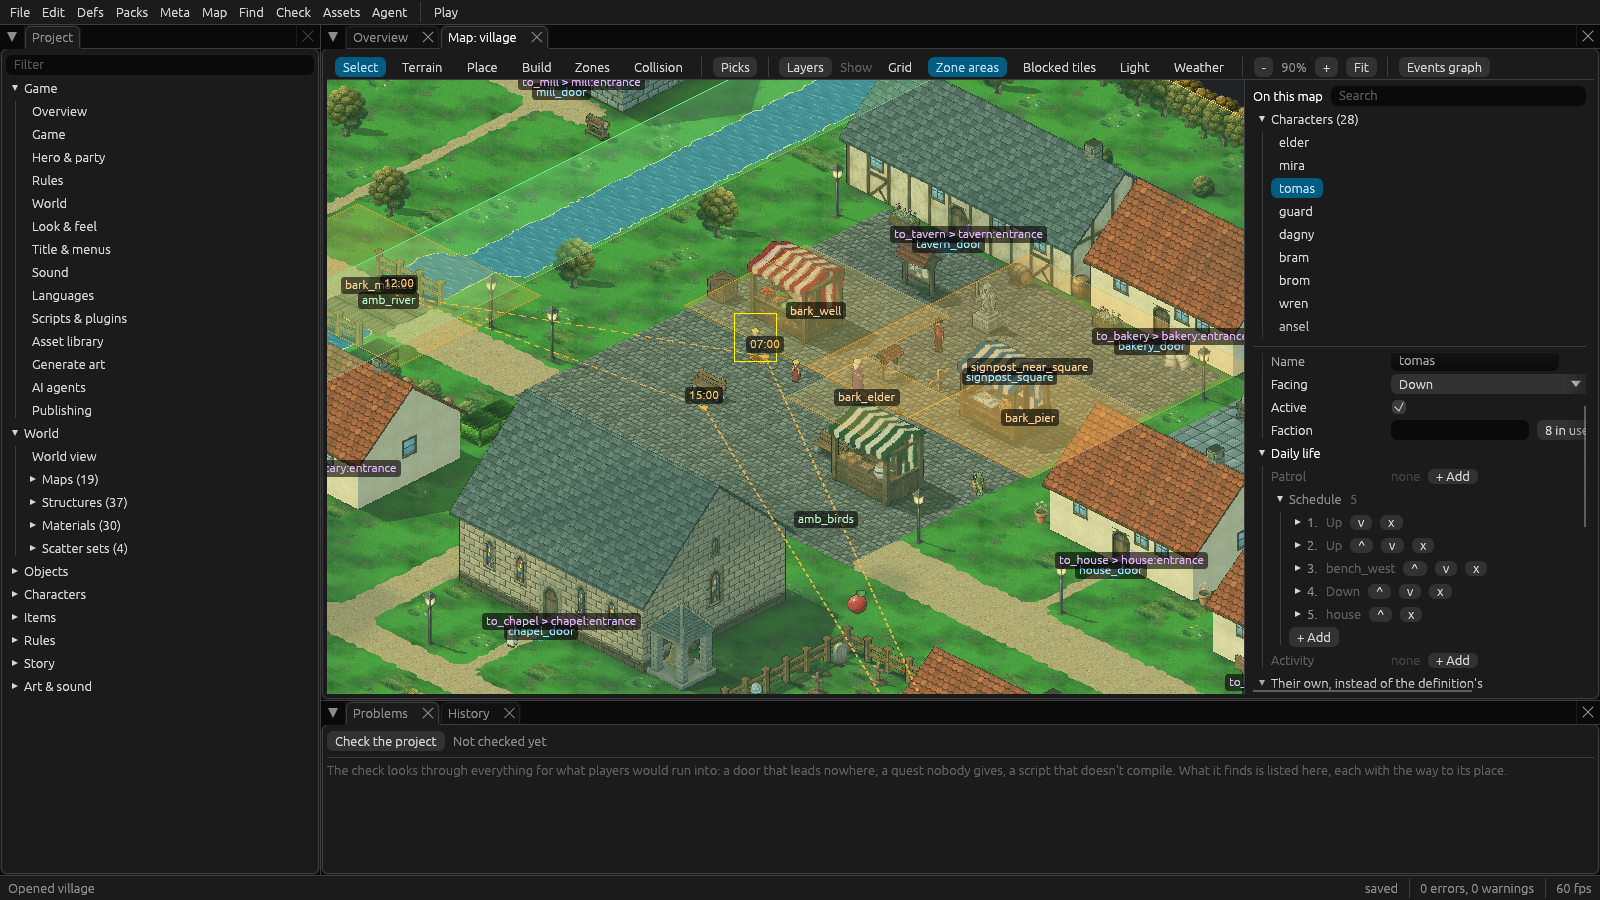 File Edit Defs Packs Meta Map Find Check Assets Agent Play
Project
Filter
Game
Overview
Game
Hero & party
Rules
World
Look & feel
Title & menus
Sound
Languages
Scripts & plugins
Asset library
Generate art
AI agents
Publishing
World
World view
Maps (19)
Structures (37)
Materials (30)
Scatter sets (4)
Objects
Characters
Items
Rules
Story
Art & sound
Overview Map: village
Select Terrain Place Build Zones Collision Picks Layers Show Grid Zone areas Blocked tiles Light Weather - 90% + Fit Events graph
to_mill > mill:entrance
mill_door
to_tavern > tavern:entrance
tavern_door
12:00
amb_river
bark_well
to_bakery > bakery:entrance
bakery_door
07:00
signpost_near_square
signpost_square
15:00
bark_elder
bark_pier
amb_birds
to_house > house:entrance
house_door
to_chapel > chapel:entrance
chapel_door
On this map Search
Characters (28)
elder
mira
tomas
guard
dagny
bram
brom
wren
ansel
Name tomas
Facing Down
Active
Faction 8 in use
Daily life
Patrol none + Add
Schedule 5
1. Up v x
2. Up ^ v x
3. bench_west ^ v x
4. Down ^ v x
5. house ^ x
+ Add
Activity none + Add
Their own, instead of the definition's
Problems History
Check the project Not checked yet
The check looks through everything for what players would run into: a door that leads nowhere, a quest nobody gives, a script that doesn't compile. What it finds is listed here, each with the way to its place.
Opened village saved 0 errors, 0 warnings 60 fps